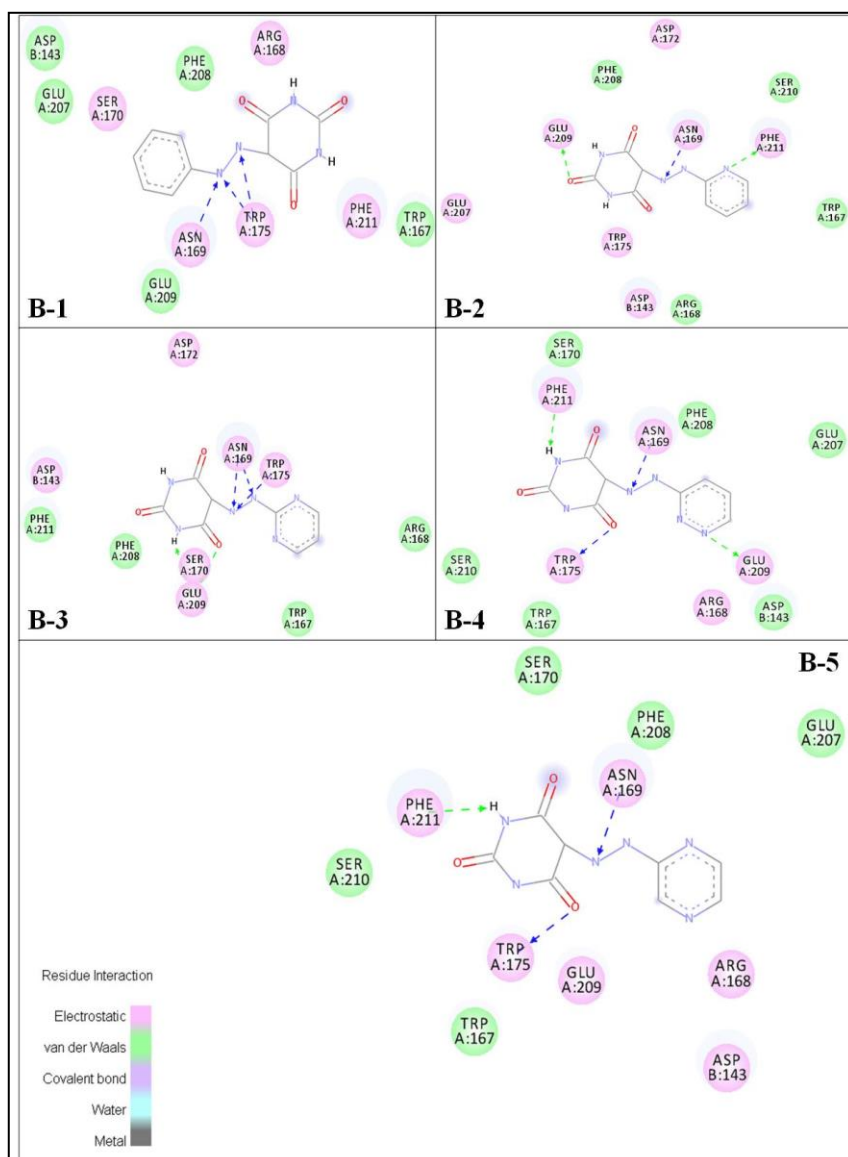 ASP
B:143
PHE
A:208
ARG
A:168
GLU
A:207
SER
A:170
H
N
O
O
O
N
H
N
N
ASN
A:169
TRP
A:175
PHE
A:211
TRP
A:167
GLU
A:209
B-1
ASP
A:172
PHE
A:208
SER
A:210
GLU
A:209
ASN
A:169
PHE
A:211
H
N
O
O
O
N
H
N
N
N
GLU
A:207
TRP
A:167
TRP
A:175
ASP
B:143
ARG
A:168
B-2
ASP
A:172
ASN
A:169
TRP
A:175
ASP
B:143
H
N
O
O
O
N
H
N
N
N
N
PHE
A:211
PHE
A:208
SER
A:170
GLU
A:209
ARG
A:168
TRP
A:167
B-3
SER
A:170
PHE
A:211
ASN
A:169
PHE
A:208
GLU
A:207
H
N
O
O
O
N
N
N
N
N
SER
A:210
TRP
A:175
GLU
A:209
TRP
A:167
ARG
A:168
ASP
B:143
B-4
B-5
SER
A:170
PHE
A:208
GLU
A:207
ASN
A:169
PHE
A:211
H
N
O
O
O
N
N
N
N
N
SER
A:210
TRP
A:175
GLU
A:209
ARG
A:168
TRP
A:167
ASP
B:143
Residue Interaction
Electrostatic
van der Waals
Covalent bond
Water
Metal